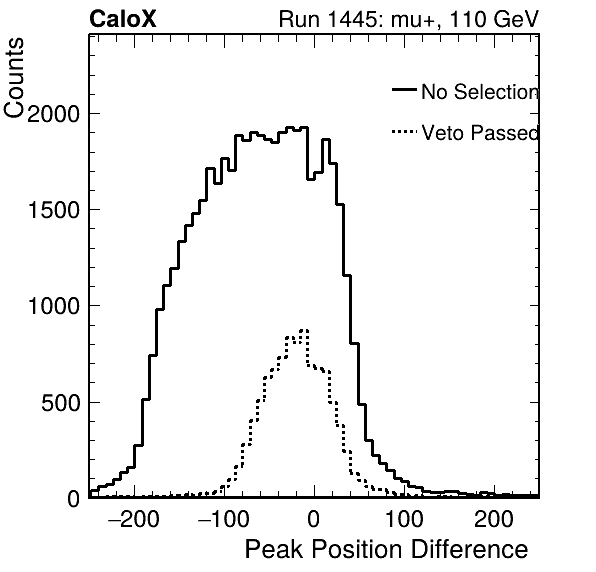 CaloX Run 1445: mu+, 110 GeV
Counts
No Selection
Veto Passed
2000
1500
1000
500
0
−200 −100 0 100 200
Peak Position Difference